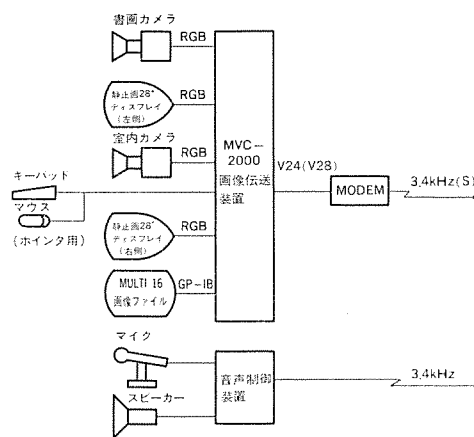 書画カメラ
RGB
静止画28"
ディスプレイ
(左側)
RGB
室内カメラ
RGB
キーパッド
マウス
(ホインタ用)
静止画28"
ディスプレイ
(右側)
RGB
MULTI 16
画像ファイル
GP-IB
MVC-
2000
画像伝送
装置
V24(V28)
MODEM
3,4kHz(S)
マイク
スピーカー
音声制御
装置
3,4kHz